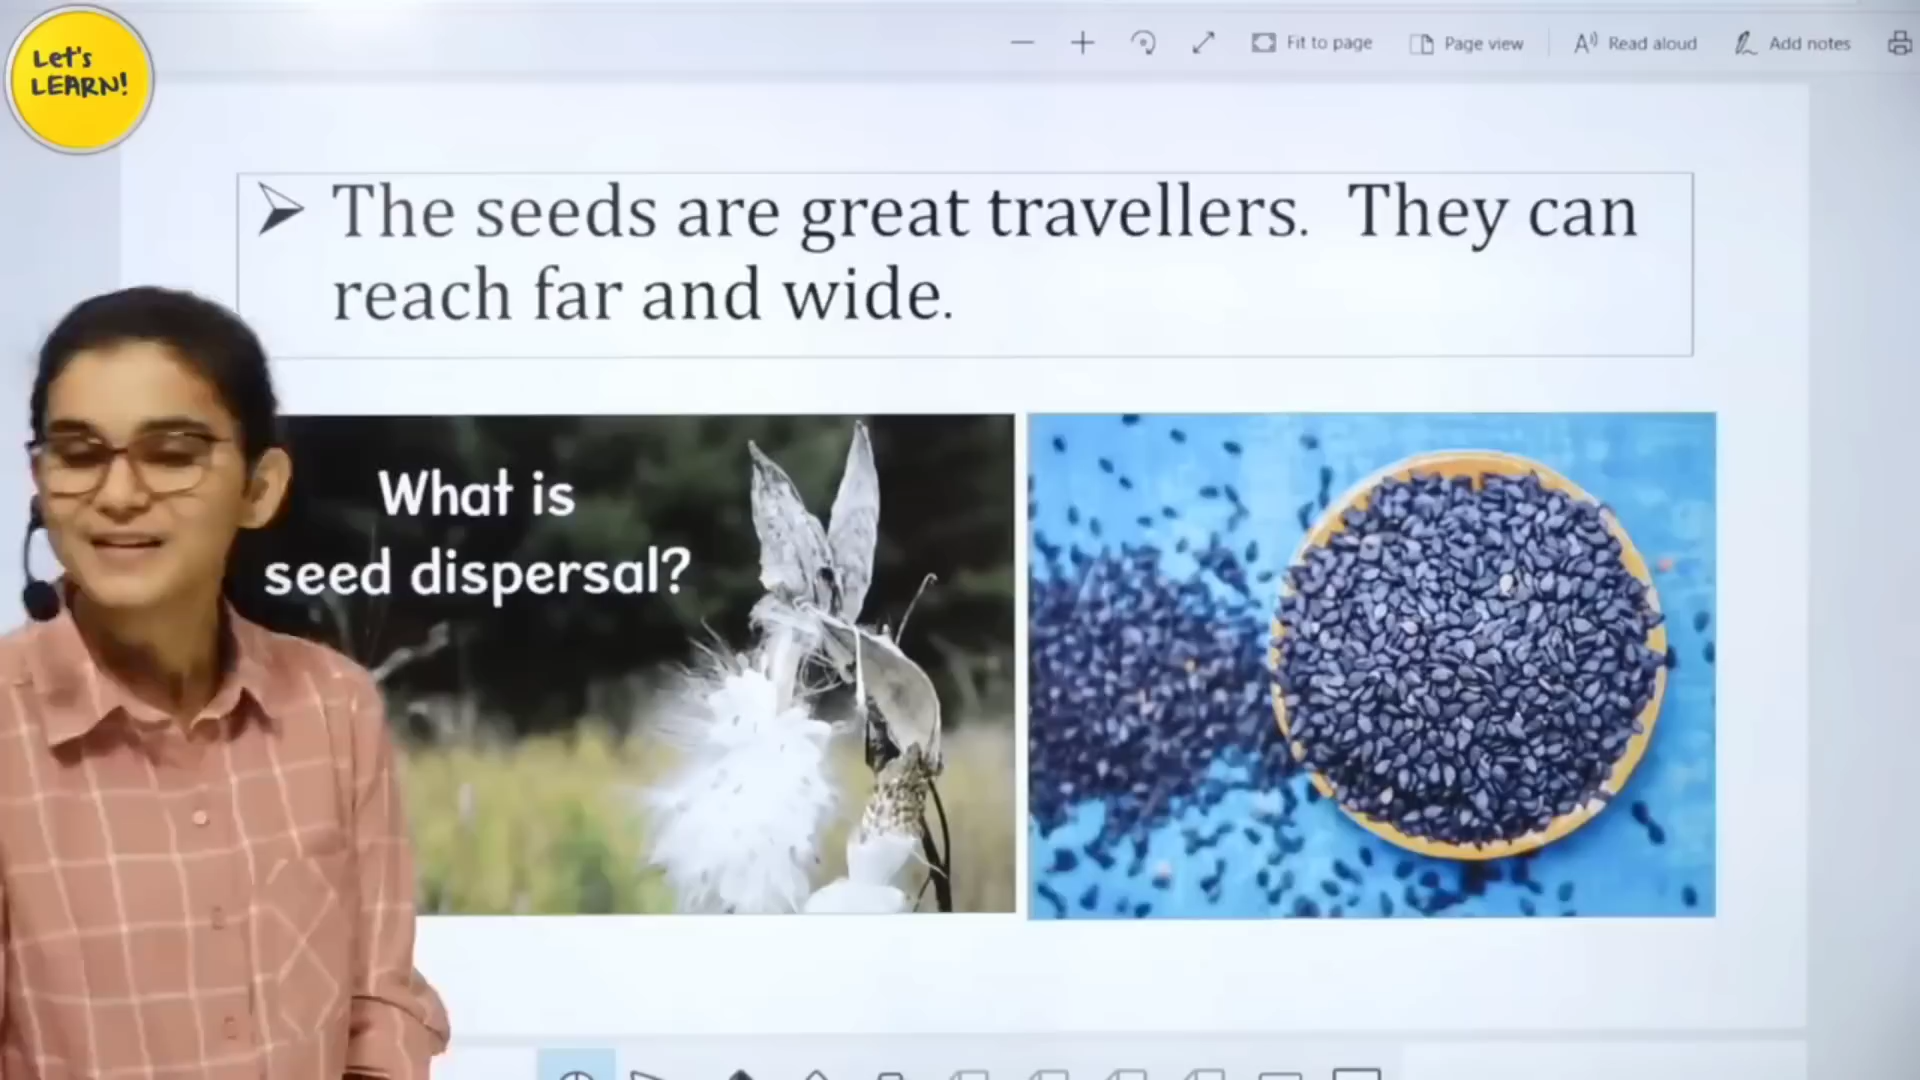 Let's
LEARN!
Fit to page
Page view
Read aloud
Add notes
The seeds are great travellers. They can
reach far and wide.
What is
seed dispersal?